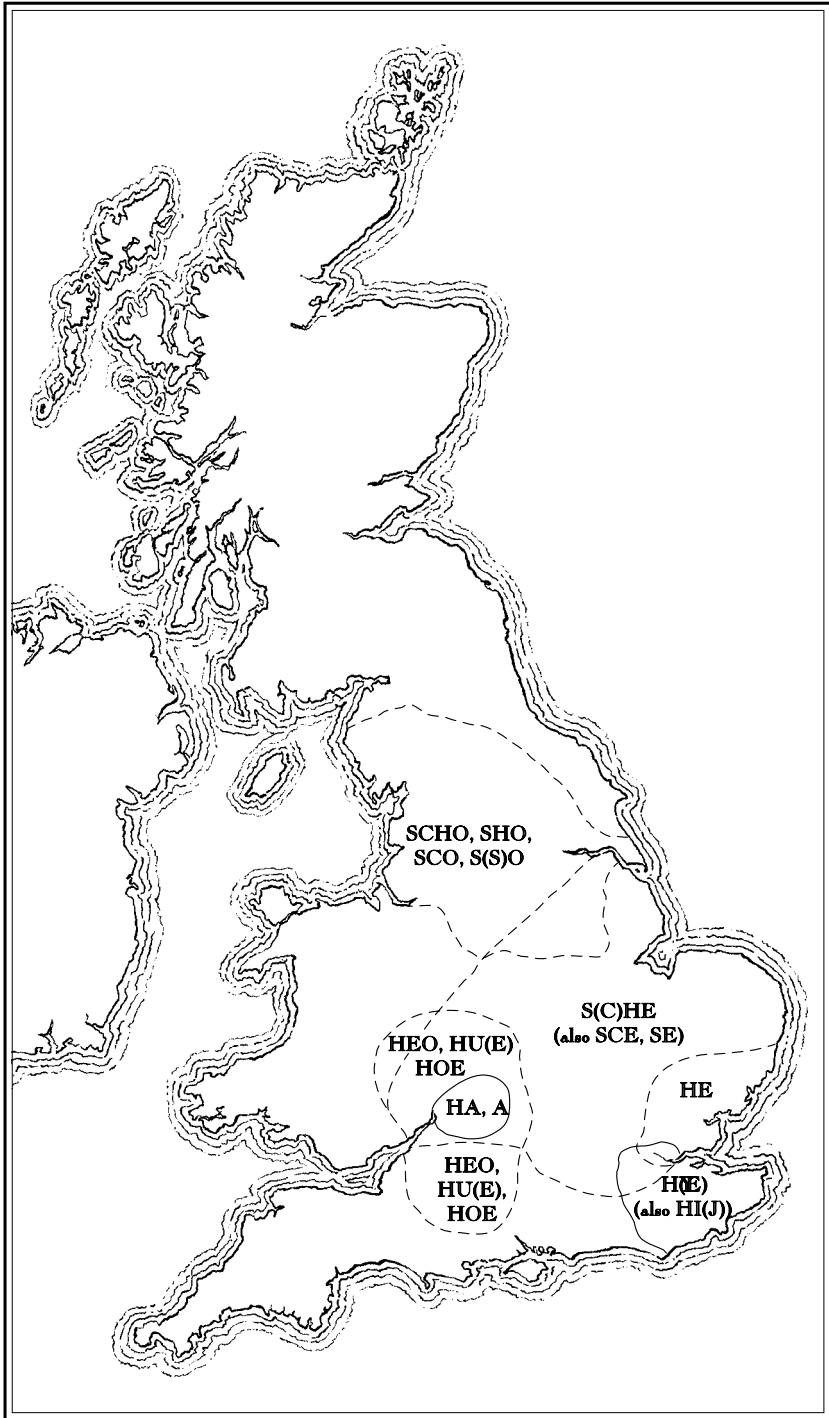 SCHO, SHO,
SCO, S(S)O
S(C)HE
(also SCE, SE)
HEO, HU(E)
HOE
HE
HA, A
HEO,
HU(E),
HOE
(also HI(J))